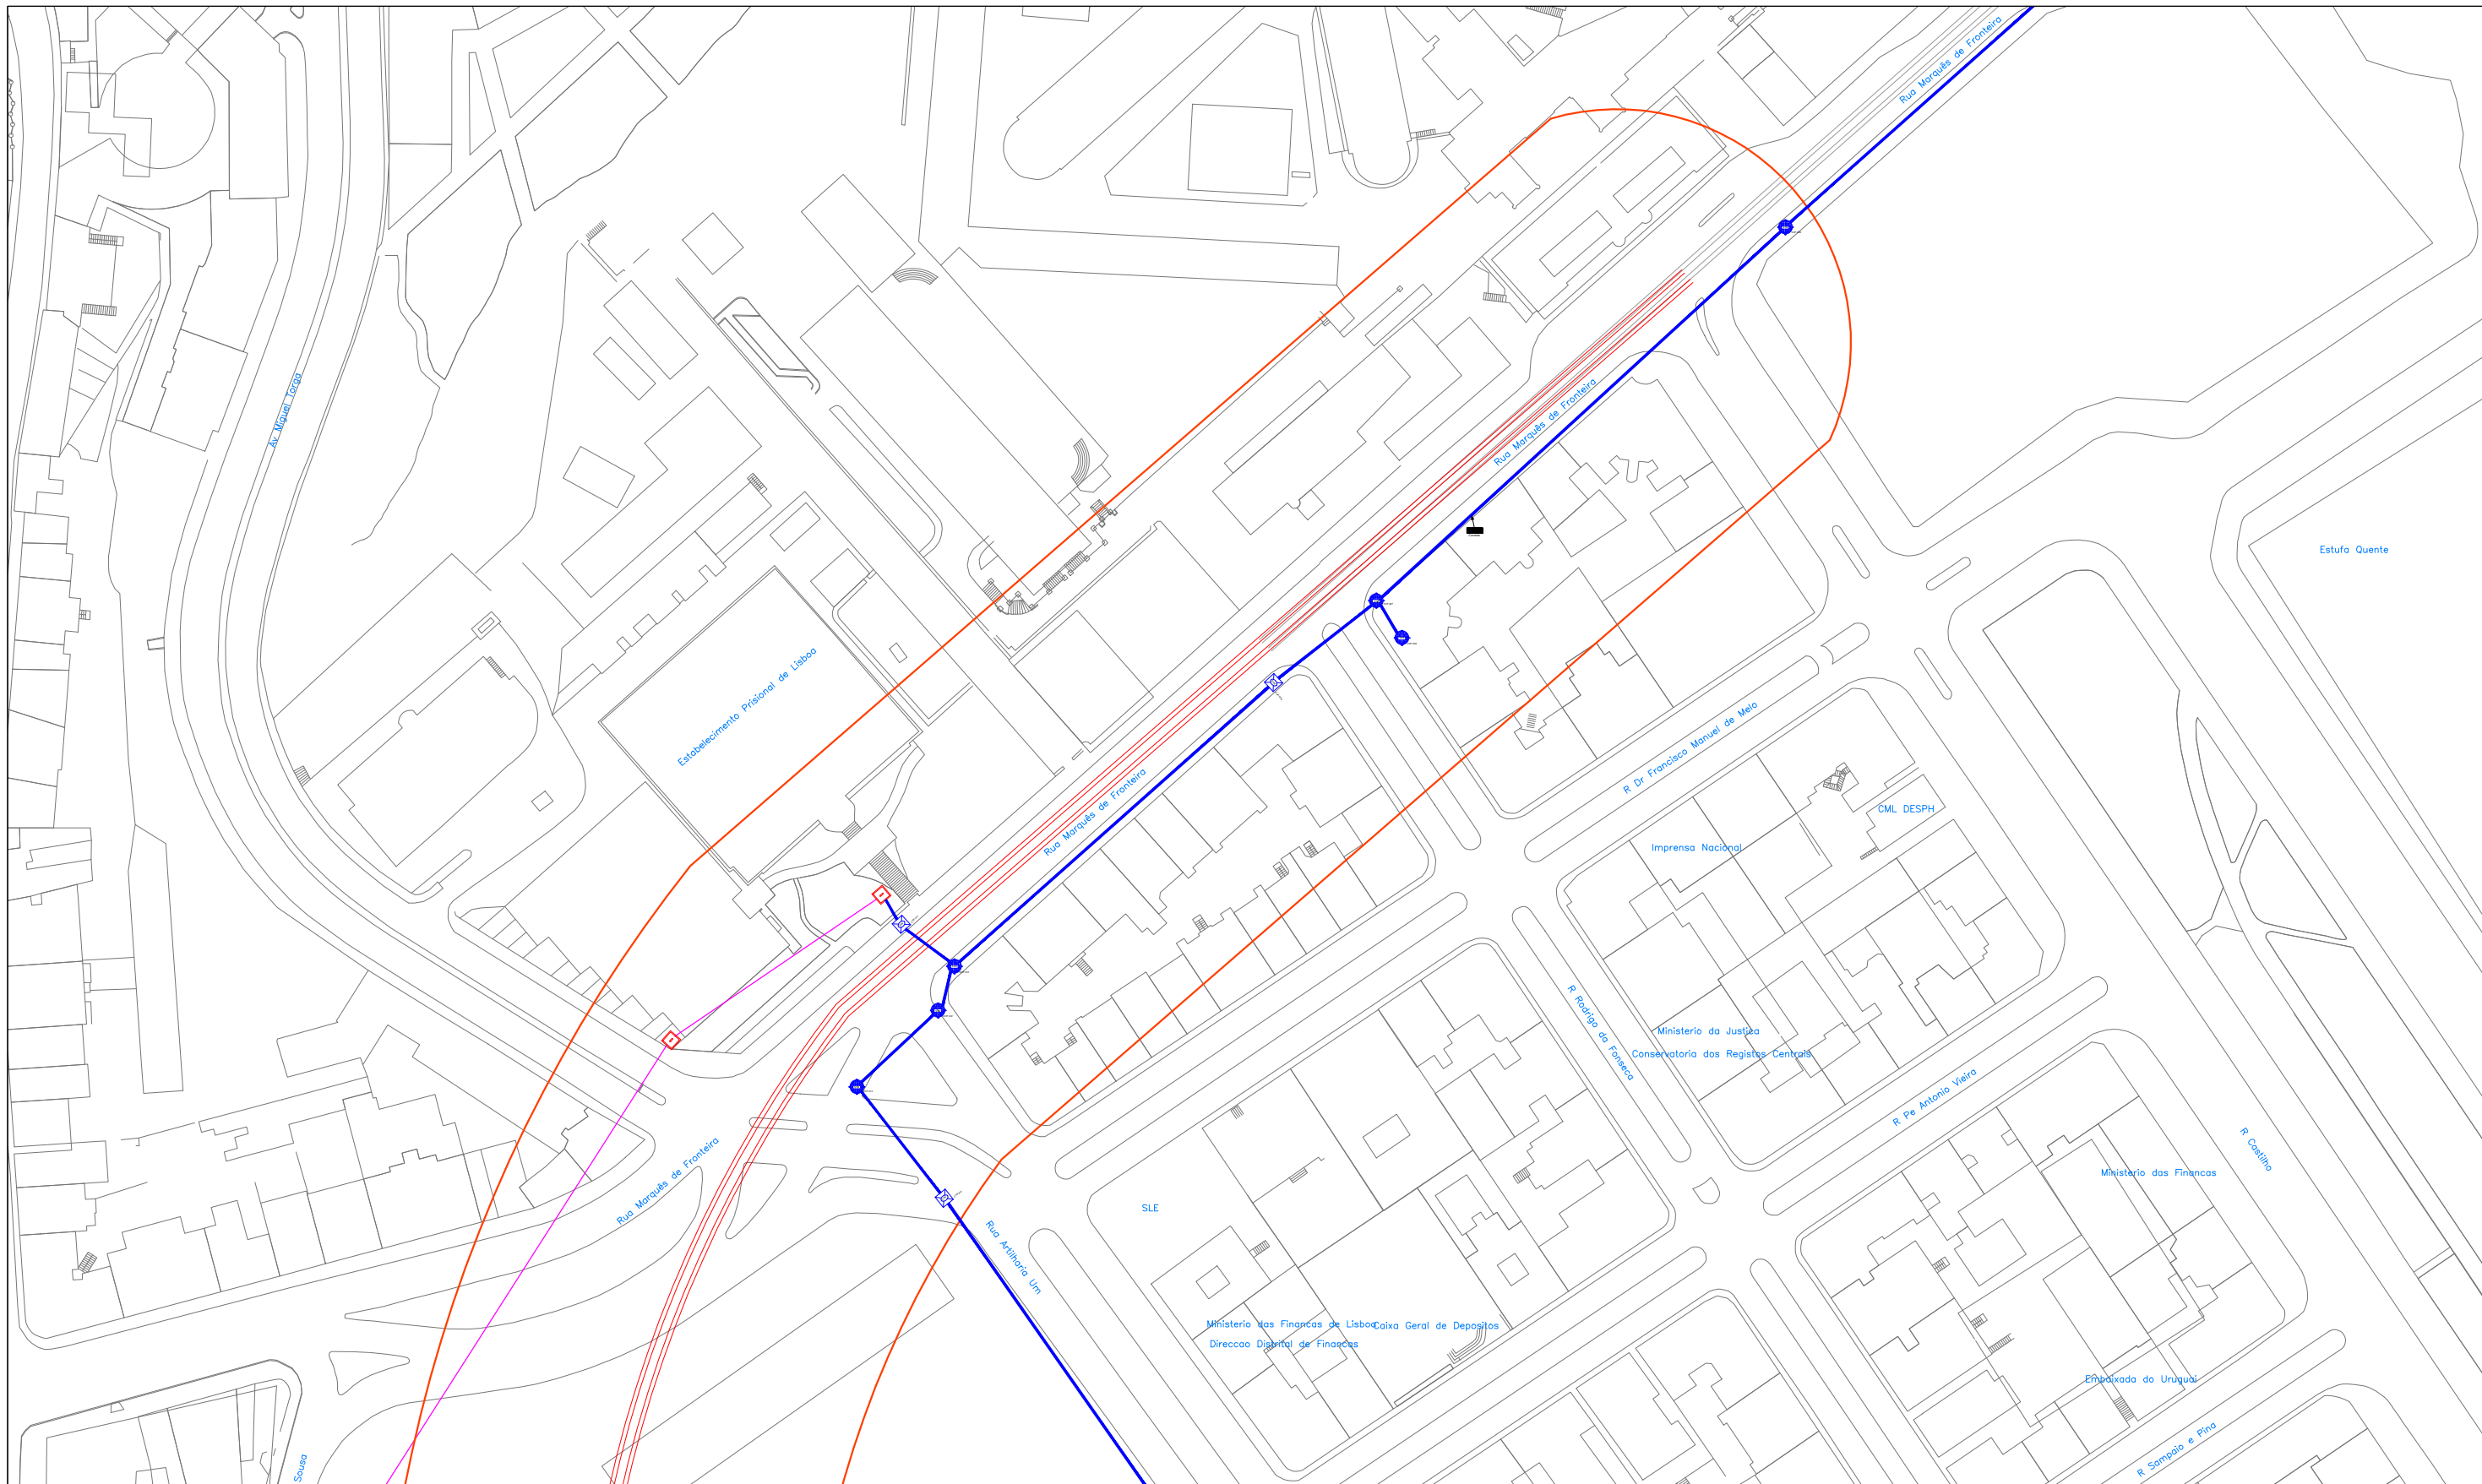 Rua Marquês de Fronteira
Av Miguel Torga
Rua Marquês de Fronteira
Estufa Quente
Estabelecimento Prisional de Lisboa
R Dr Francisco Manuel de Melo
Rua Marquês de Fronteira
CML DESPH
Imprensa Nacional
R Rodrigo da Fonseca
Ministerio da Justiça
Conservatoria dos Registos Centrais
R Pe Antonio Vieira
Rua Marquês de Fronteira
R Castilho
Ministerio das Financas
SLE
Rua Artilharia Um
Ministerio das Financas de Lisboa
Caixa Geral de Depositos
Direccao Distrital de Financas
Embaixada do Uruguai
R Sampaio e Pina
Sousa